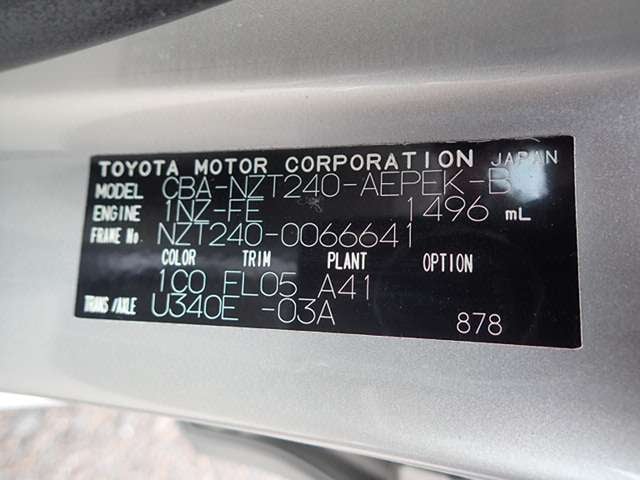 TOYOTA MOTOR CORPORATION JAPAN
MODEL CBA-NZT240-AEPEK-B
ENGINE 1NZ-FE 1496 mL
FRAME No. NZT240-0066641
COLOR TRIM PLANT OPTION
1C0 FL05 A41
TRANS/AXLE U340E -03A 878